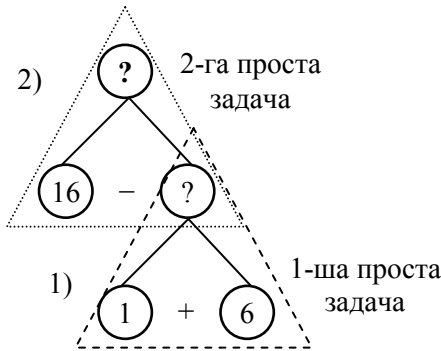 2)
?
2-га проста
задача
16 – ?
1)
1 + 6
1-ша проста
задача